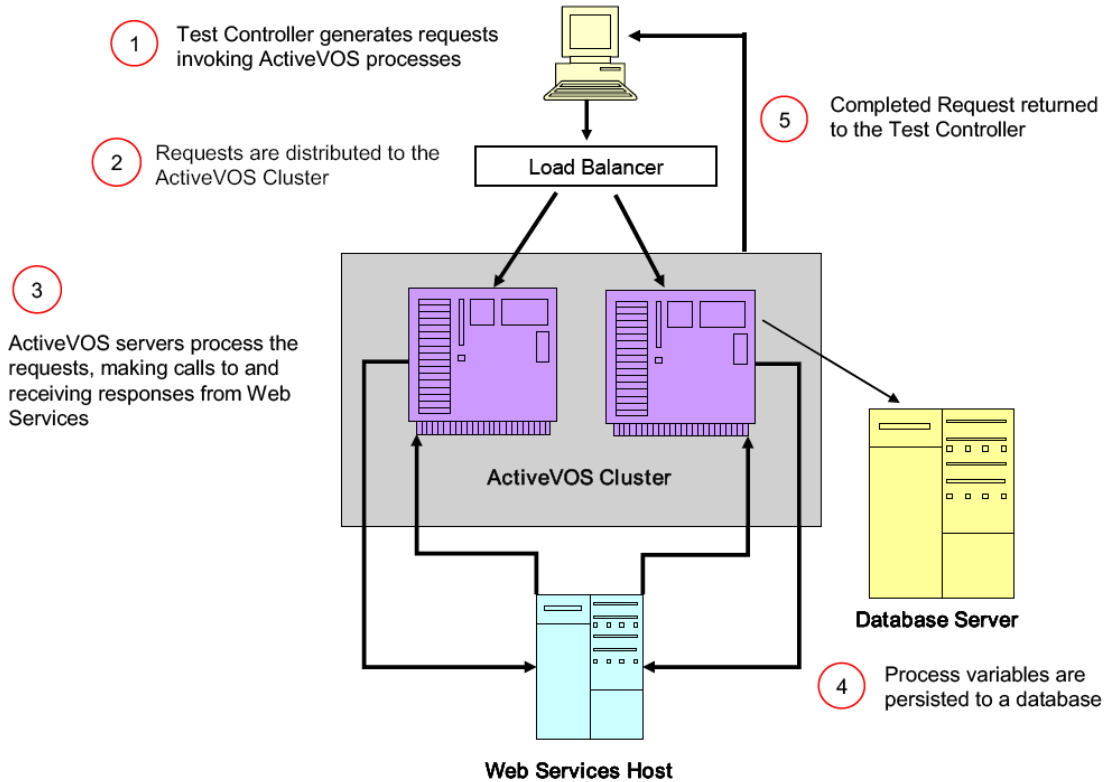 1
Test Controller generates requests
invoking ActiveVOS processes
5
Completed Request returned
to the Test Controller
2
Requests are distributed to the
ActiveVOS Cluster
Load Balancer
3
ActiveVOS servers process the
requests, making calls to and
receiving responses from Web
Services
ActiveVOS Cluster
Database Server
4
Process variables are
persisted to a database
Web Services Host